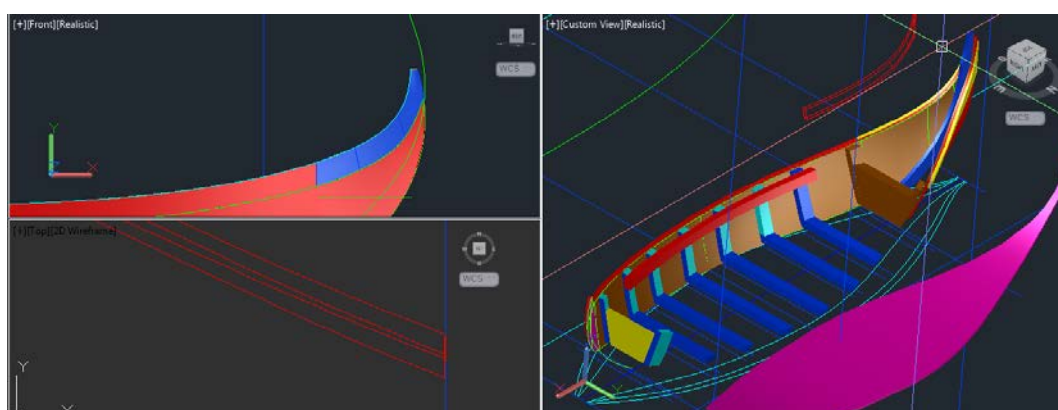 [+][Front][Realistic]
WCS
Y
X
[+][Top][2D Wireframe]
WCS
Y
X
[+][Custom View][Realistic]
WCS
X
Y